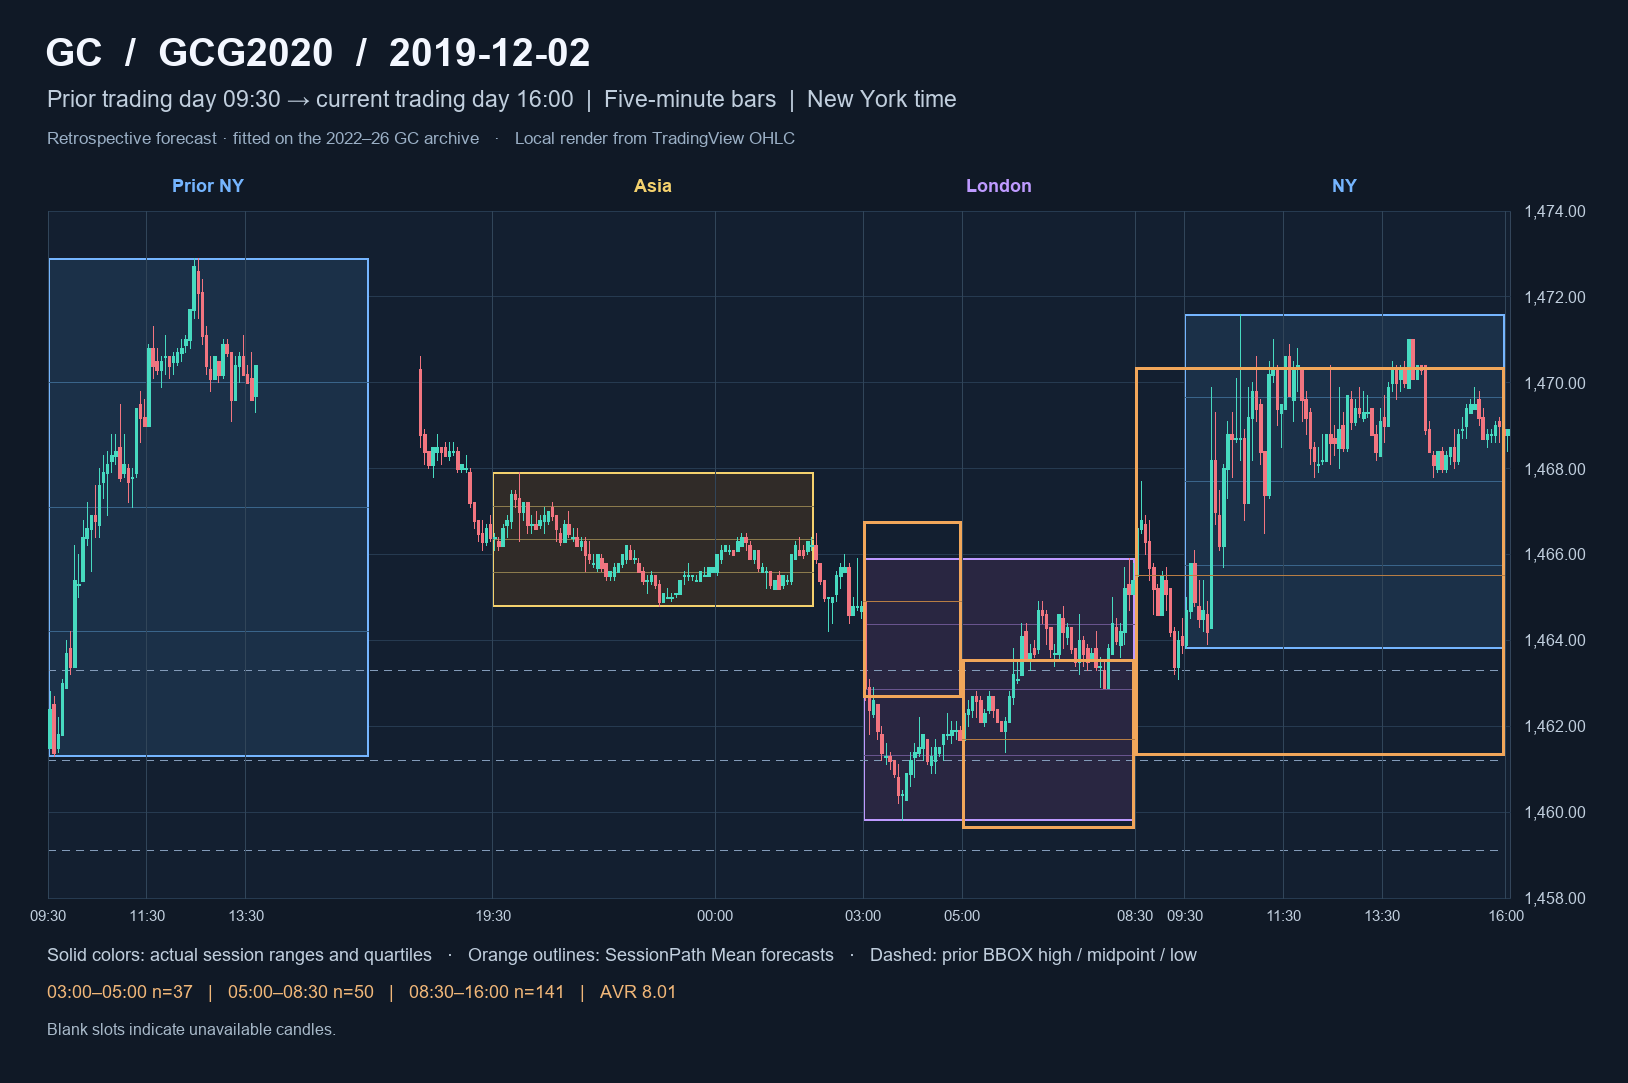 GC / GCG2020 / 2019-12-02
Prior trading day 09:30 → current trading day 16:00 | Five-minute bars | New York time
Retrospective forecast · fitted on the 2022–26 GC archive · Local render from TradingView OHLC
Prior NY Asia London NY
1,474.00
1,472.00
1,470.00
1,468.00
1,466.00
1,464.00
1,462.00
1,460.00
1,458.00
09:30 11:30 13:30 19:30 00:00 03:00 05:00 08:30 09:30 11:30 13:30 16:00
Solid colors: actual session ranges and quartiles · Orange outlines: SessionPath Mean forecasts · Dashed: prior BBOX high / midpoint / low
03:00–05:00 n=37 | 05:00–08:30 n=50 | 08:30–16:00 n=141 | AVR 8.01
Blank slots indicate unavailable candles.